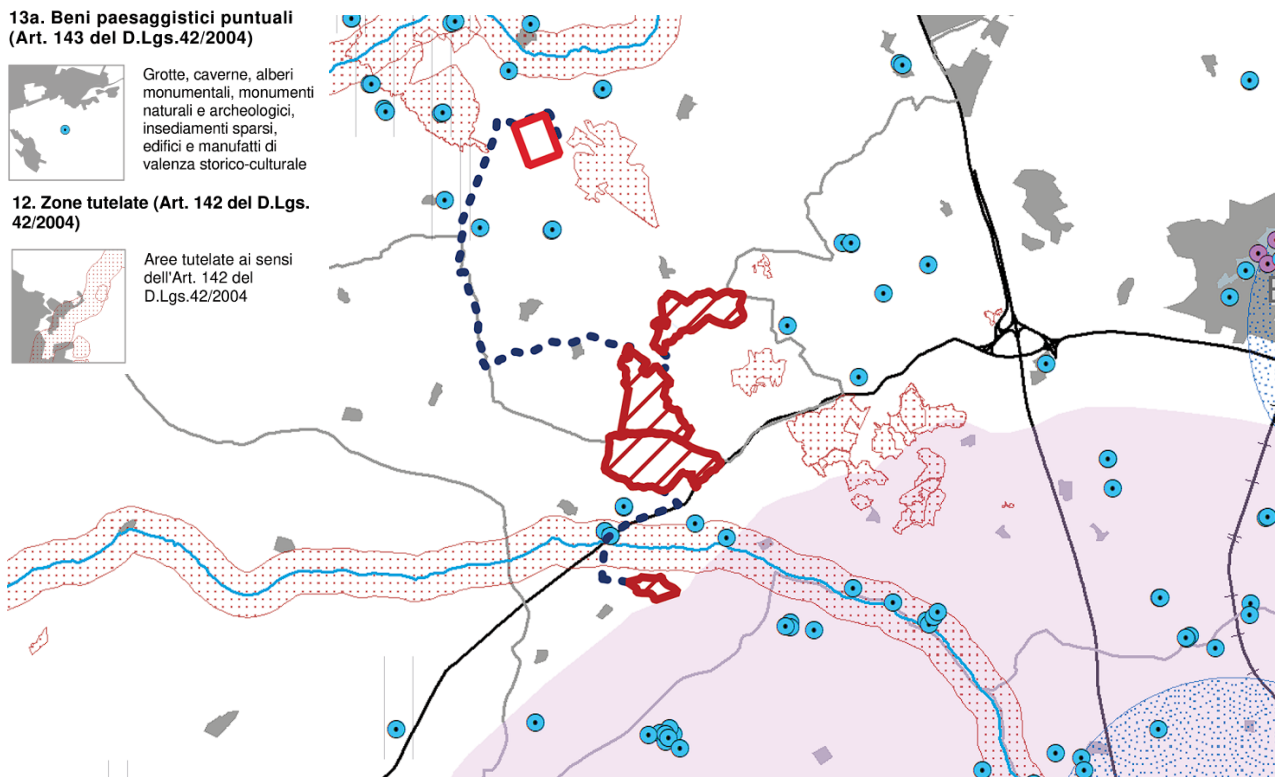 13a. Beni paesaggistici puntuali
(Art. 143 del D.Lgs.42/2004)
Grotte, caverne, alberi
monumentali, monumenti
naturali e archeologici,
insediamenti sparsi,
edifici e manufatti di
valenza storico-culturale
12. Zone tutelate (Art. 142 del D.Lgs.
42/2004)
Aree tutelate ai sensi
dell'Art. 142 del
D.Lgs.42/2004